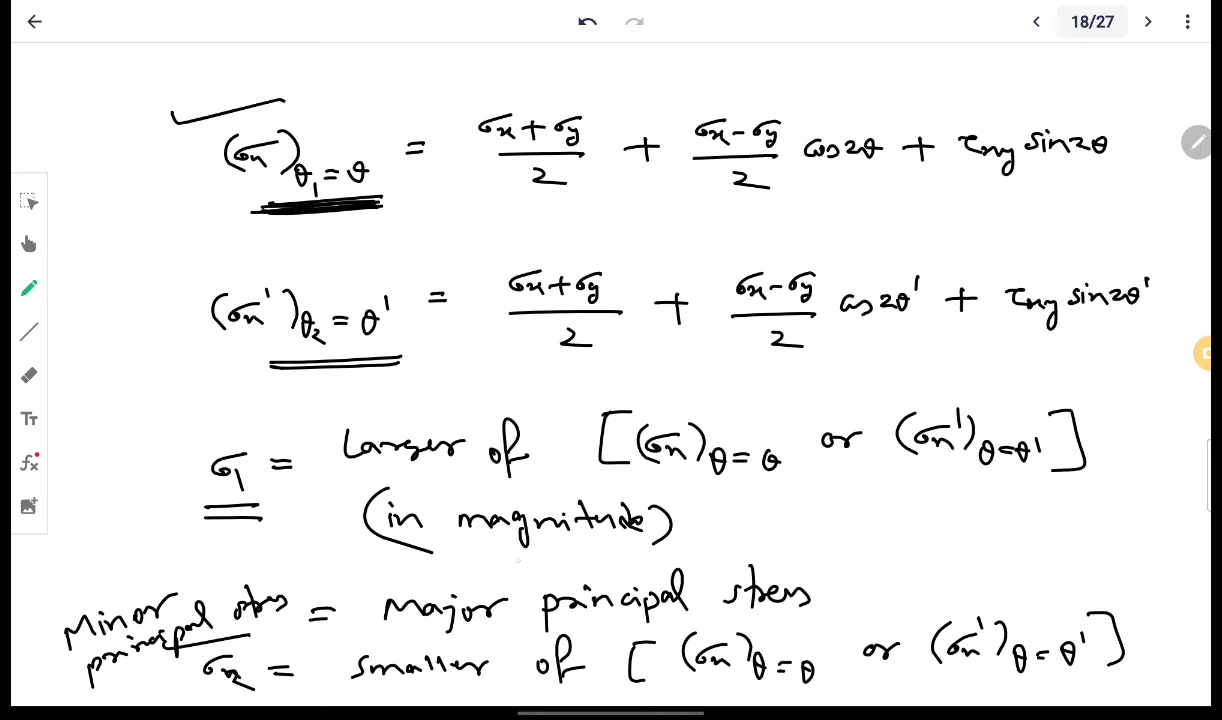 18/27
(σn)θ₁ = θ = (σx + σy)/2 + (σx - σy)/2 cos2θ + τxy sin2θ
(σn')θ₂ = θ' = (σx + σy)/2 + (σx - σy)/2 cos2θ' + τxy sin2θ'
σ₁ = Larger of [(σn)θ=θ or (σn')θ=θ']
(in magnitude)
= Major principal stress
Minor principal stress
σ₂ = smaller of [(σn)θ=θ or (σn')θ=θ']
Tт
fx